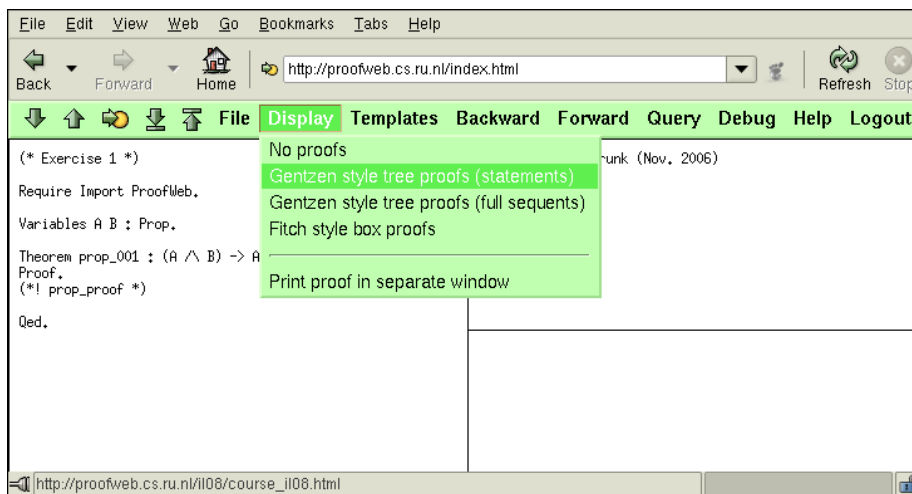 File Edit View Web Go Bookmarks Tabs Help
http://proofweb.cs.ru.nl/index.html
Back Forward Home Refresh Stop
File Display Templates Backward Forward Query Debug Help Logout
No proofs
Gentzen style tree proofs (statements)
Gentzen style tree proofs (full sequents)
Fitch style box proofs
Print proof in separate window
(* Exercise 1 *)
Require Import ProofWeb.
Variables A B : Prop.
Theorem prop_001 : (A /\ B) -> A
Proof.
(*! prop_proof *)
Qed.
(Nov. 2006)
http://proofweb.cs.ru.nl/il08/course_il08.html